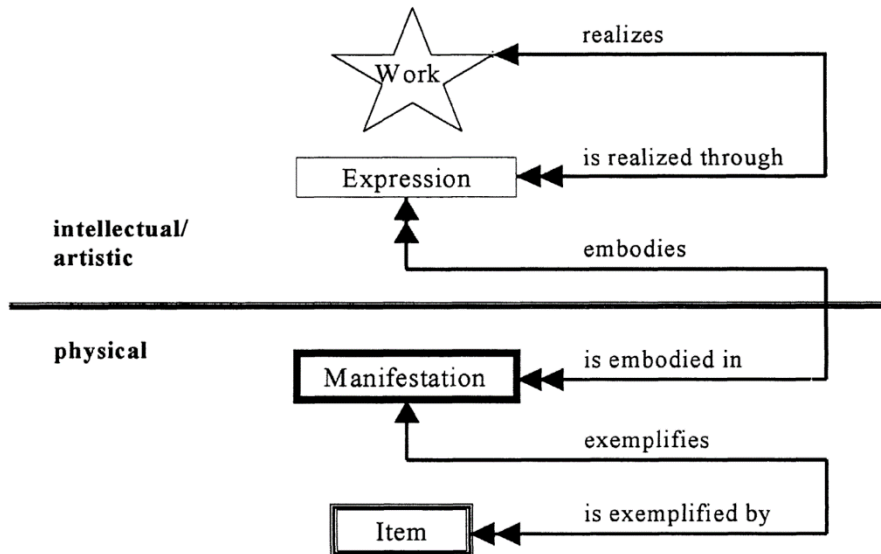 realizes
Work
is realized through
Expression
intellectual/
artistic
embodies
physical
is embodied in
Manifestation
exemplifies
is exemplified by
Item